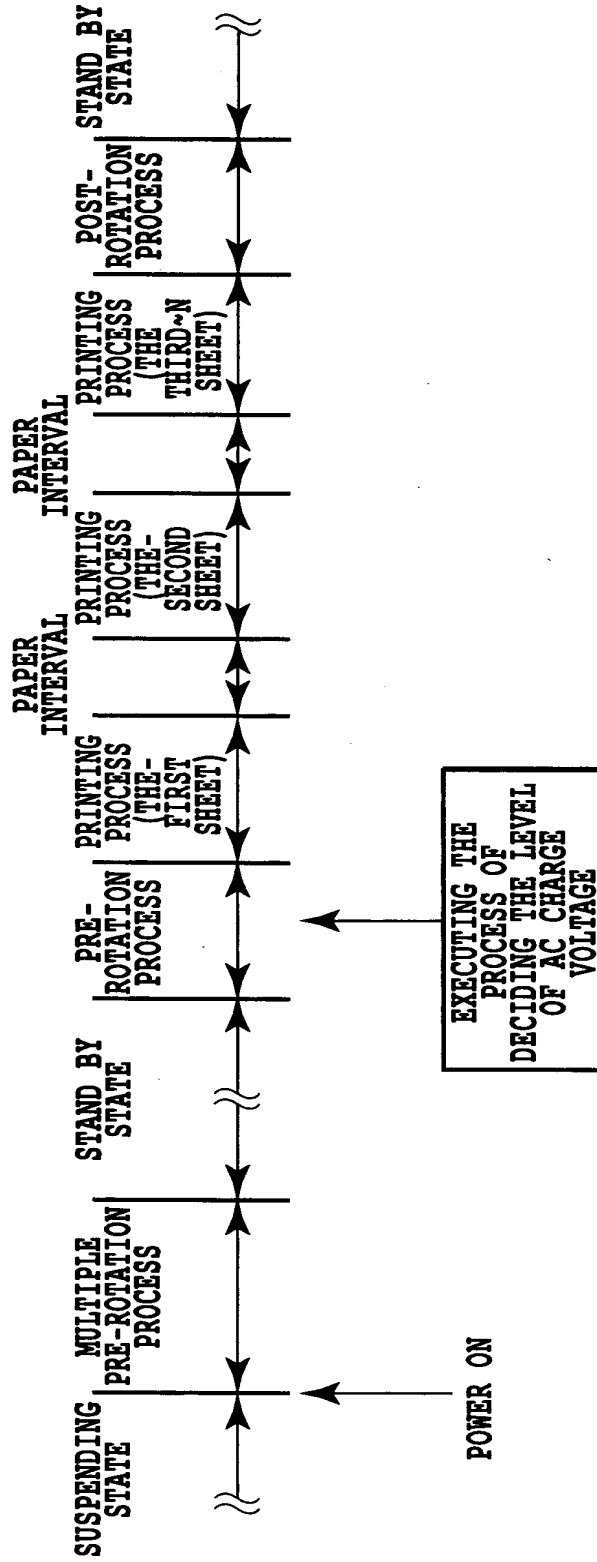 SUSPENDING
STATE
MULTIPLE
PRE-ROTATION
PROCESS
STAND BY
STATE
PRE-
ROTATION
PROCESS
PRINTING
PROCESS
(THE-
FIRST
SHEET)
PAPER
INTERVAL
PRINTING
PROCESS
(THE-
SECOND
SHEET)
PAPER
INTERVAL
PRINTING
PROCESS
(THE
THIRD~N
SHEET)
POST-
ROTATION
PROCESS
STAND BY
STATE
POWER ON
EXECUTING THE
PROCESS OF
DECIDING THE LEVEL
OF AC CHARGE
VOLTAGE